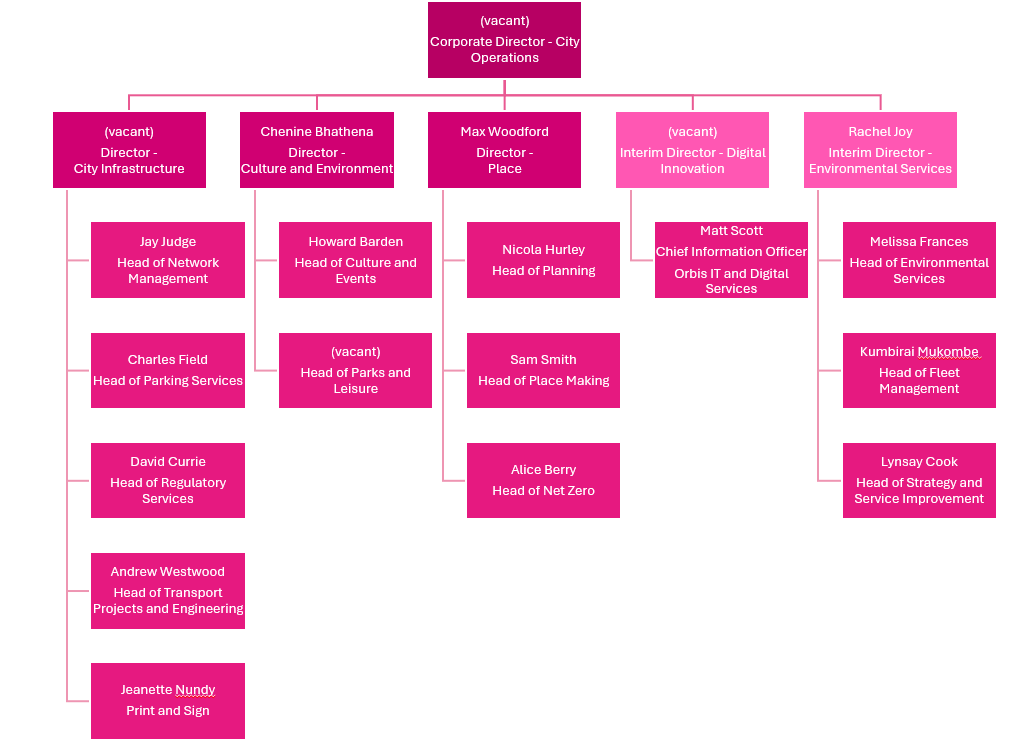 (vacant)
Corporate Director - City
Operations
(vacant)
Director -
City Infrastructure
Chenine Bhathena
Director -
Culture and Environment
Max Woodford
Director -
Place
(vacant)
Interim Director - Digital
Innovation
Rachel Joy
Interim Director -
Environmental Services
Jay Judge
Head of Network
Management
Charles Field
Head of Parking Services
David Currie
Head of Regulatory
Services
Andrew Westwood
Head of Transport
Projects and Engineering
Jeanette Nundy
Print and Sign
Howard Barden
Head of Culture and
Events
(vacant)
Head of Parks and
Leisure
Nicola Hurley
Head of Planning
Sam Smith
Head of Place Making
Alice Berry
Head of Net Zero
Matt Scott
Chief Information Officer
Orbis IT and Digital
Services
Melissa Frances
Head of Environmental
Services
Kumbirai Mukombe
Head of Fleet
Management
Lynsay Cook
Head of Strategy and
Service Improvement